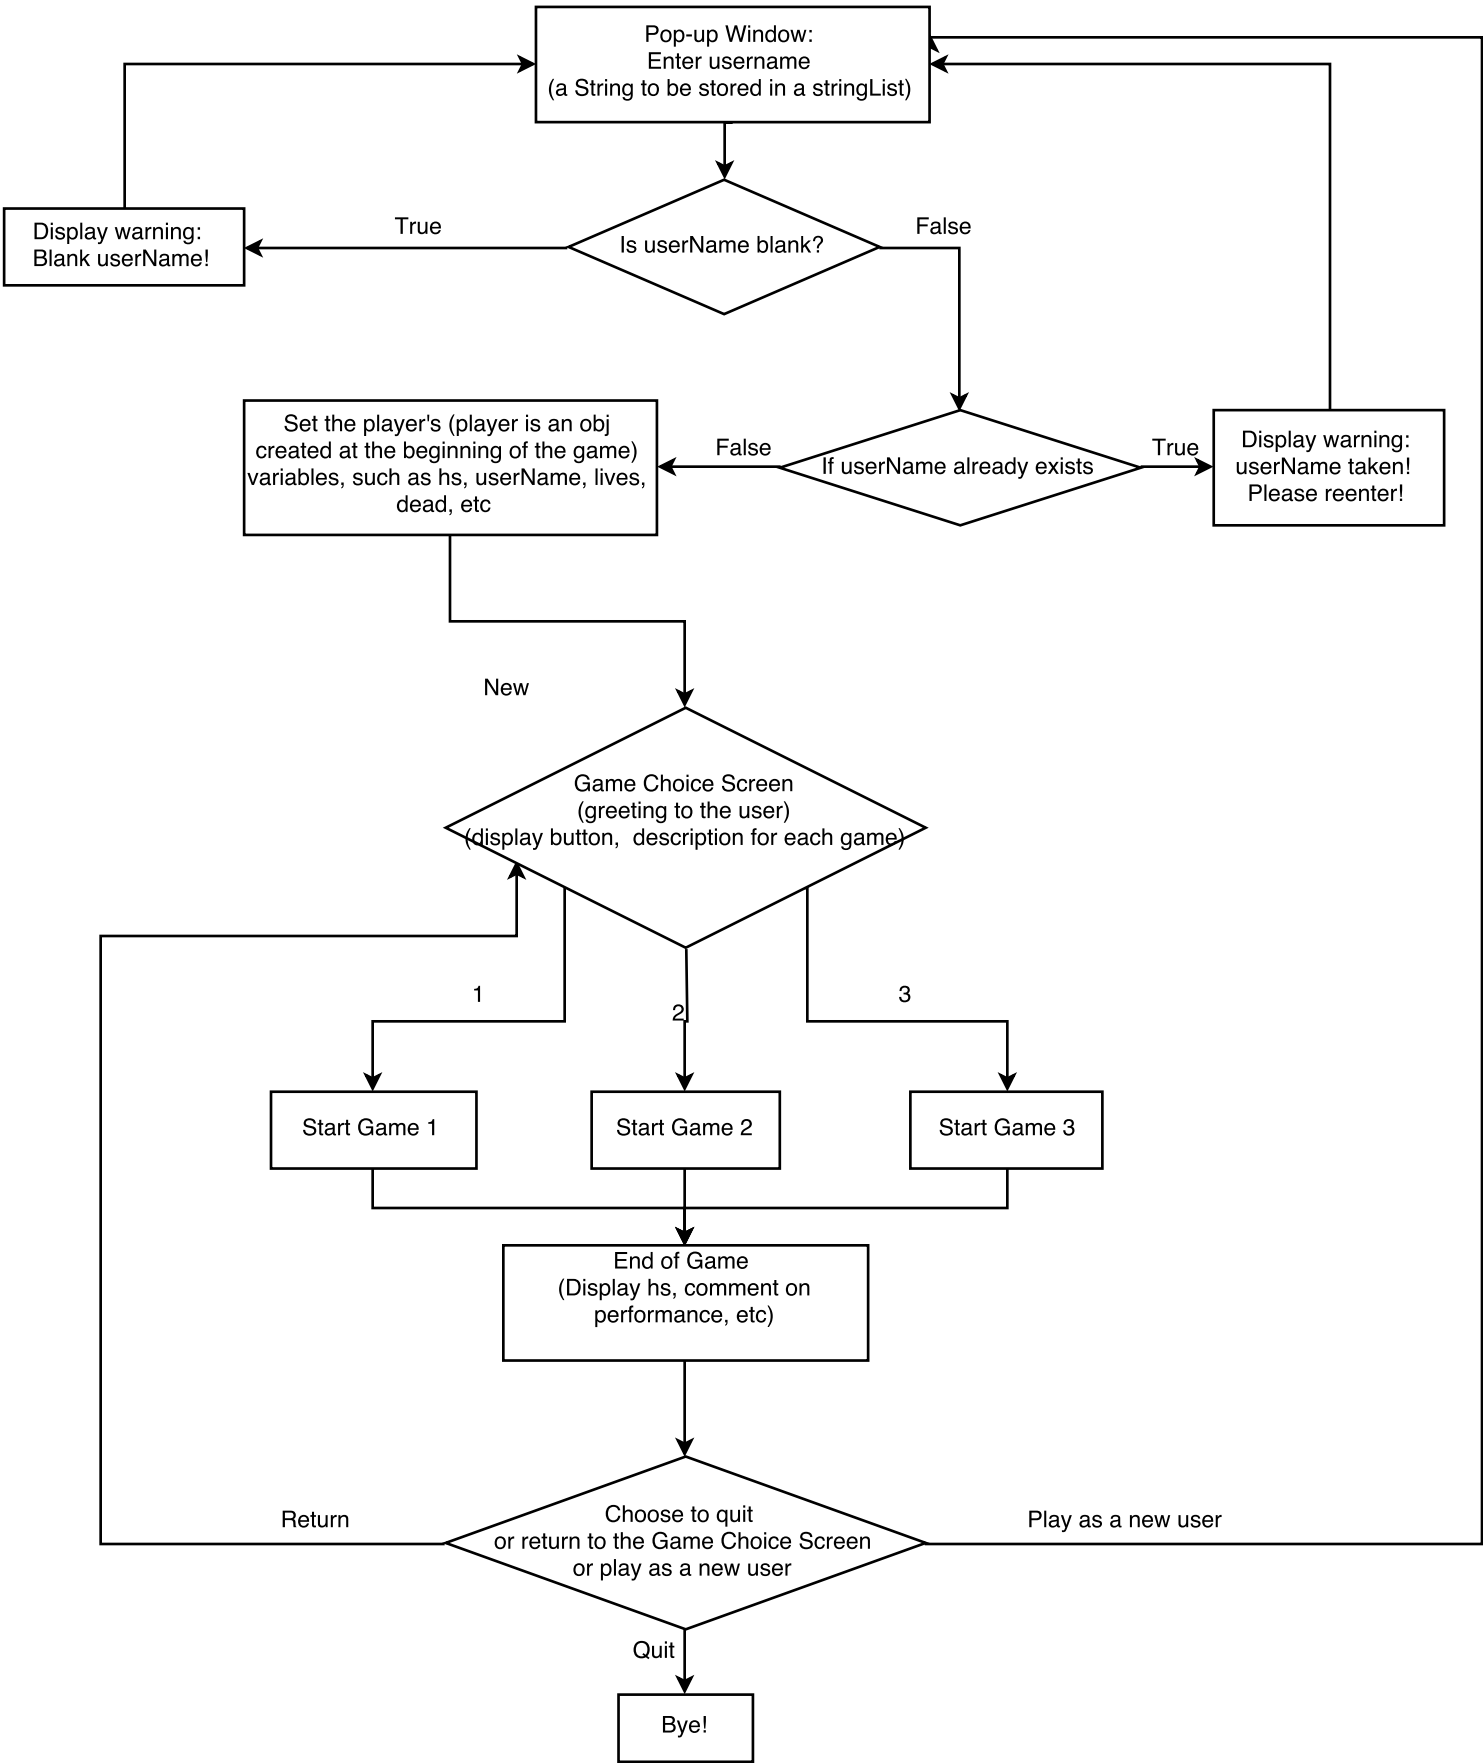 Pop-up Window:
Enter username
(a String to be stored in a stringList)
True
False
Display warning:
Blank userName!
Is userName blank?
Set the player's (player is an obj
created at the beginning of the game)
variables, such as hs, userName, lives,
dead, etc
False
If userName already exists
True
Display warning:
userName taken!
Please reenter!
New
Game Choice Screen
(greeting to the user)
(display button,  description for each game)
1
2
3
Start Game 1
Start Game 2
Start Game 3
End of Game
(Display hs, comment on
performance, etc)
Return
Choose to quit
or return to the Game Choice Screen
or play as a new user
Play as a new user
Quit
Bye!